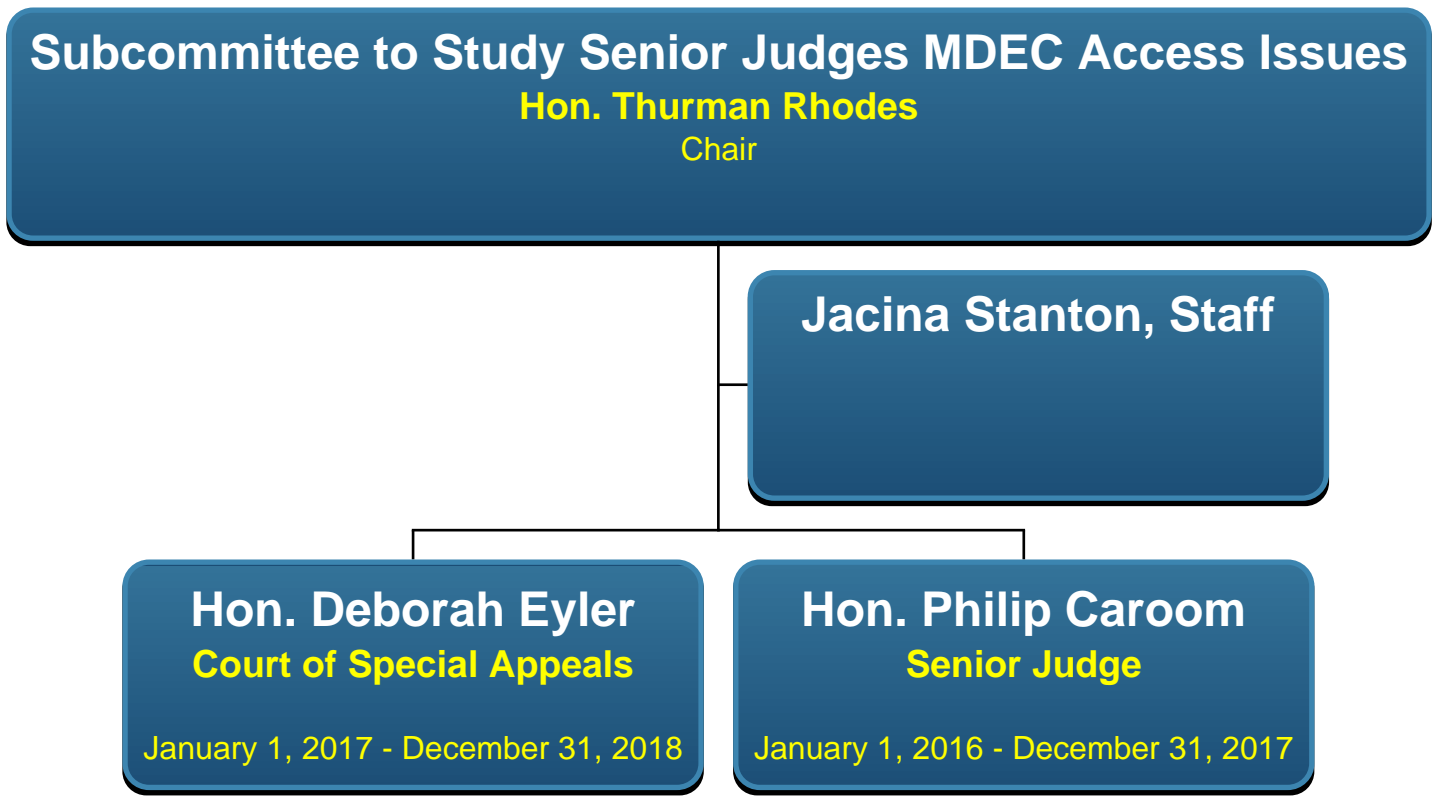 Subcommittee to Study Senior Judges MDEC Access Issues
Hon. Thurman Rhodes
Chair
Jacina Stanton, Staff
Hon. Deborah Eyler
Court of Special Appeals
January 1, 2017 - December 31, 2018
Hon. Philip Caroom
Senior Judge
January 1, 2016 - December 31, 2017